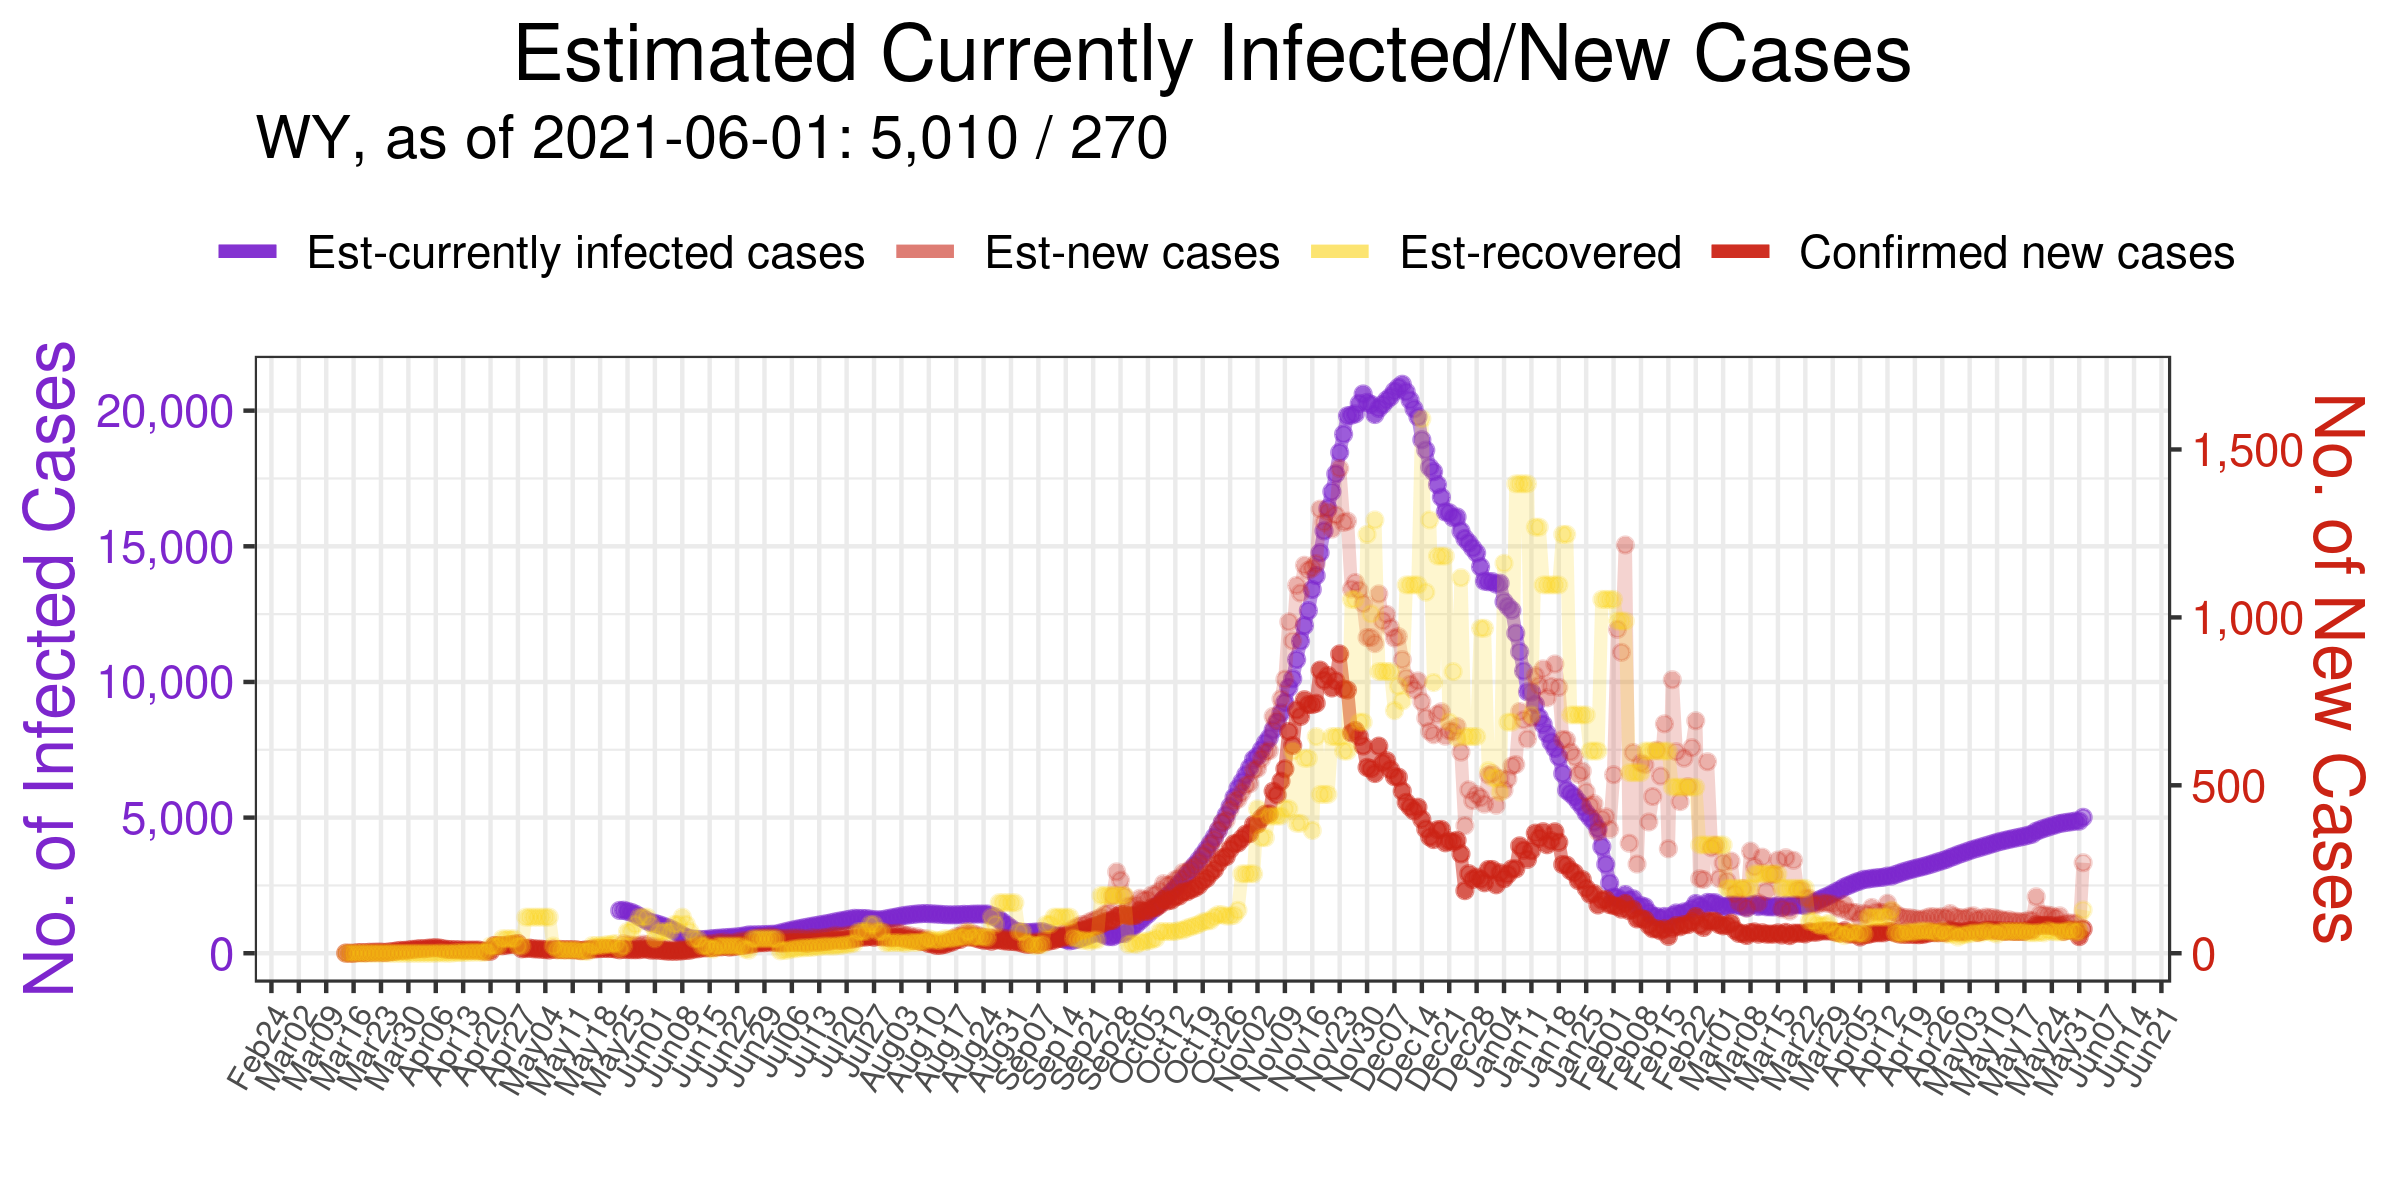 Estimated Currently Infected/New Cases
WY, as of 2021-06-01: 5,010 / 270
Est-currently infected cases Est-new cases Est-recovered Confirmed new cases
No. of Infected Cases
20,000
15,000
10,000
5,000
0
1,500
1,000
500
0
No. of New Cases
Feb24 Mar02 Mar09 Mar16 Mar23 Mar30 Apr06 Apr13 Apr20 Apr27 May04 May11 May18 May25 Jun01 Jun08 Jun15 Jun22 Jun29 Jul06 Jul13 Jul20 Jul27 Aug03 Aug10 Aug17 Aug24 Aug31 Sep07 Sep14 Sep21 Sep28 Oct05 Oct12 Oct19 Oct26 Nov02 Nov09 Nov16 Nov23 Nov30 Dec07 Dec14 Dec21 Dec28 Jan04 Jan11 Jan18 Jan25 Feb01 Feb08 Feb15 Feb22 Mar01 Mar08 Mar15 Mar22 Mar29 Apr05 Apr12 Apr19 Apr26 May03 May10 May17 May24 May31 Jun07 Jun14 Jun21